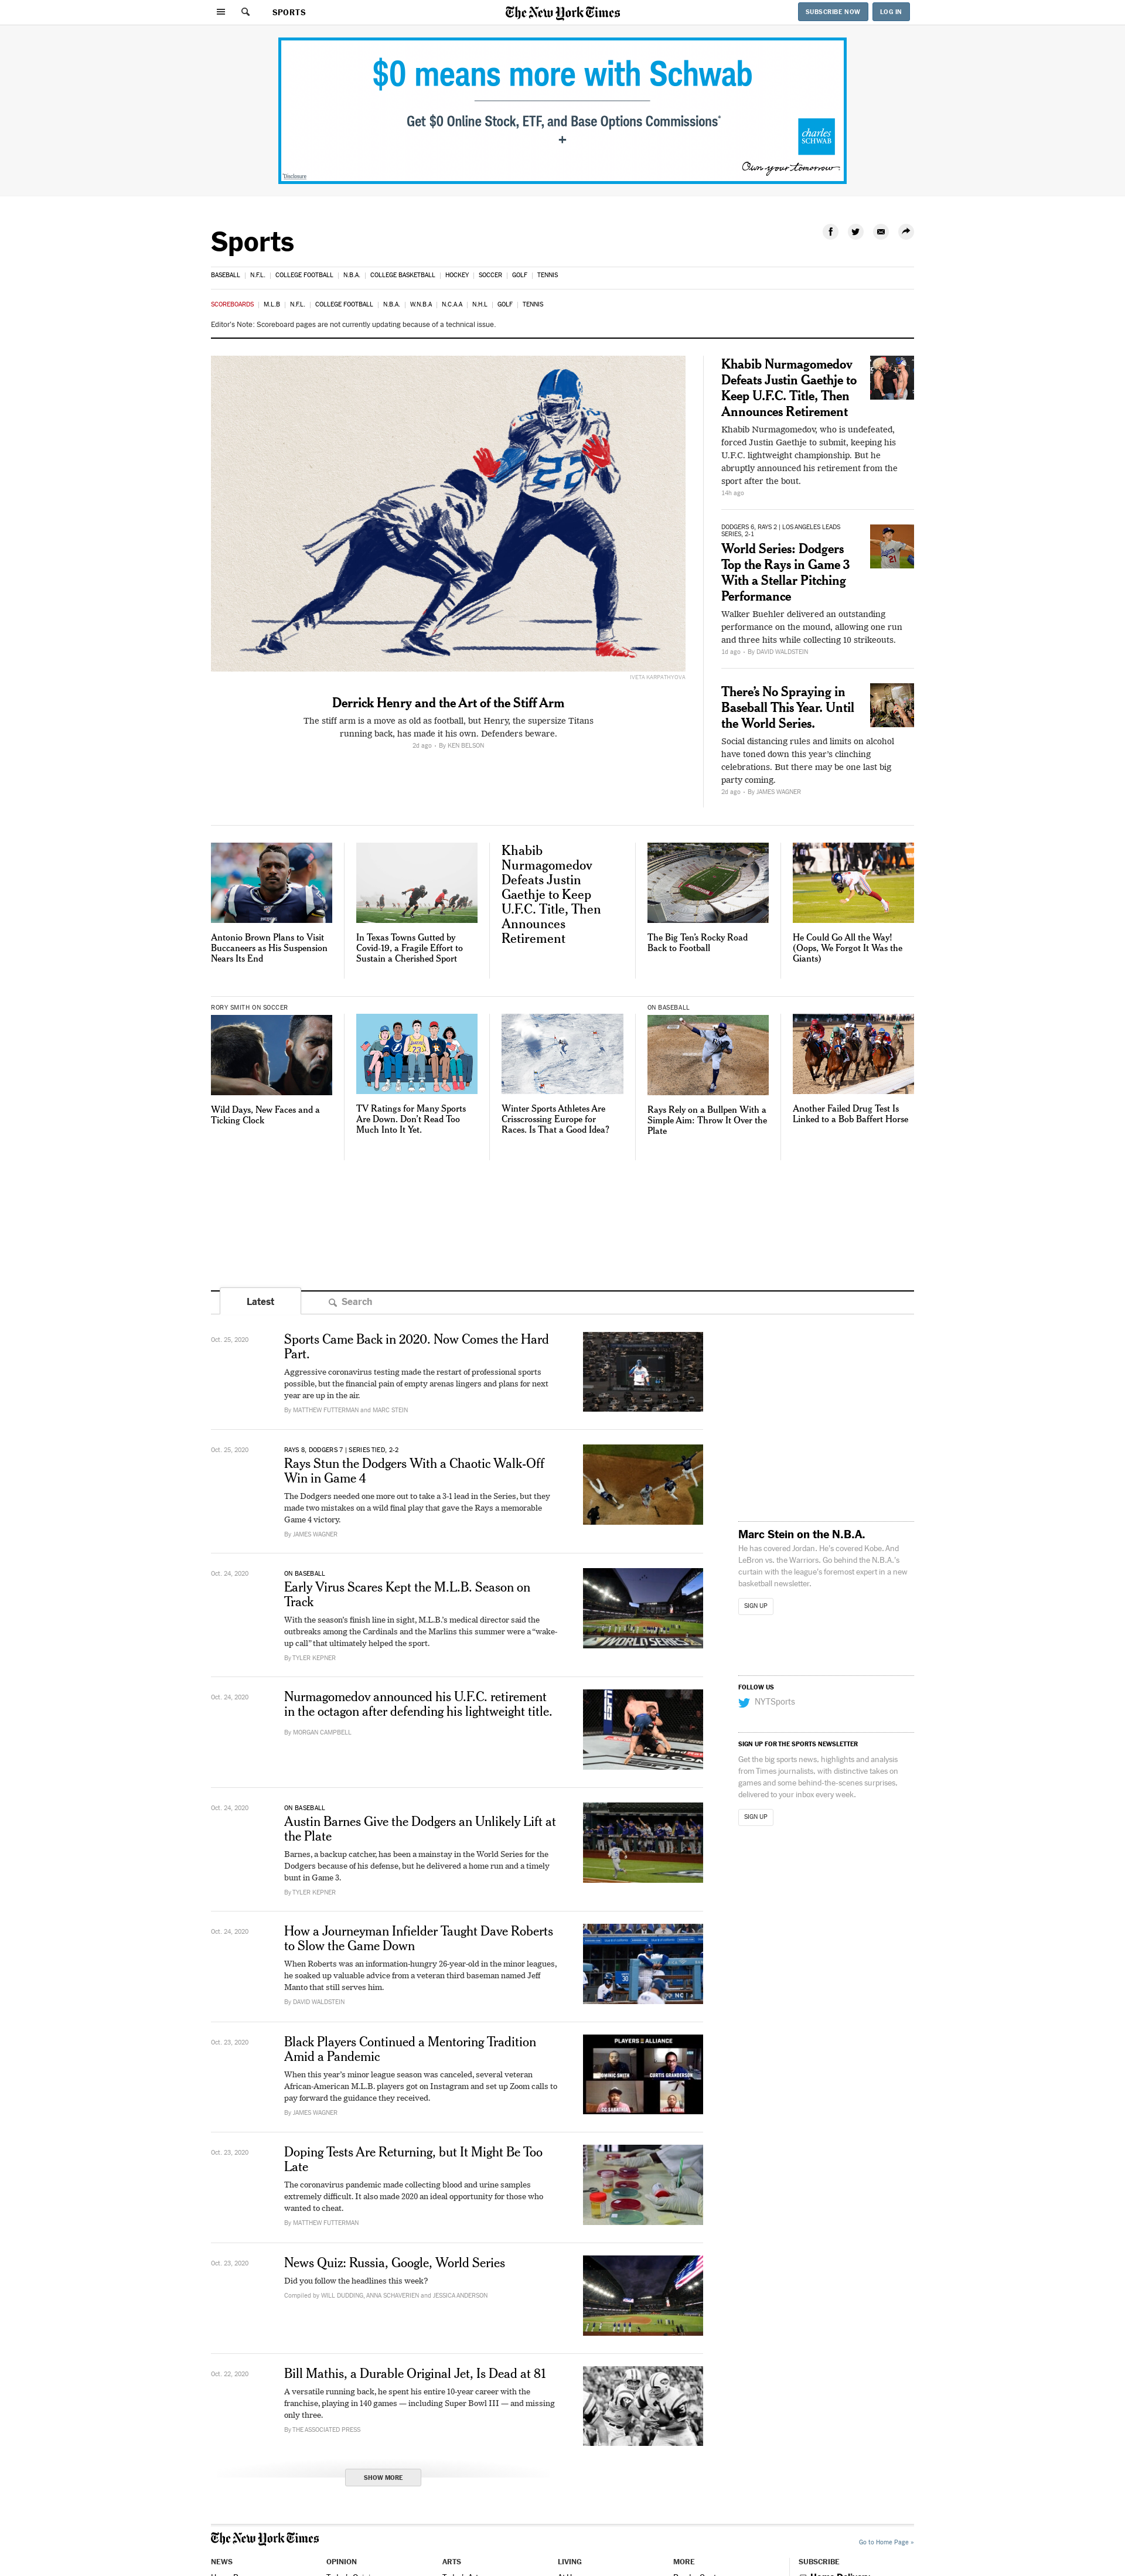 SPORTS
The New York Times
SUBSCRIBE NOW
LOG IN
$0 means more with Schwab
Get $0 Online Stock, ETF, and Base Options Commissions*
+
charles
SCHWAB
Own your tomorrow
Disclosure
Sports
BASEBALL | N.F.L. | COLLEGE FOOTBALL | N.B.A. | COLLEGE BASKETBALL | HOCKEY | SOCCER | GOLF | TENNIS
SCOREBOARDS | M.L.B | N.F.L. | COLLEGE FOOTBALL | N.B.A. | W.N.B.A | N.C.A.A | N.H.L | GOLF | TENNIS
Editor's Note: Scoreboard pages are not currently updating because of a technical issue.
22
IVETA KARPATHYOVA
Derrick Henry and the Art of the Stiff Arm
The stiff arm is a move as old as football, but Henry, the supersize Titans
running back, has made it his own. Defenders beware.
2d ago · By KEN BELSON
Khabib Nurmagomedov
Defeats Justin Gaethje to
Keep U.F.C. Title, Then
Announces Retirement
Khabib Nurmagomedov, who is undefeated,
forced Justin Gaethje to submit, keeping his
U.F.C. lightweight championship. But he
abruptly announced his retirement from the
sport after the bout.
14h ago
DODGERS 6, RAYS 2 | LOS ANGELES LEADS
SERIES, 2-1
World Series: Dodgers
Top the Rays in Game 3
With a Stellar Pitching
Performance
Walker Buehler delivered an outstanding
performance on the mound, allowing one run
and three hits while collecting 10 strikeouts.
1d ago · By DAVID WALDSTEIN
There's No Spraying in
Baseball This Year. Until
the World Series.
Social distancing rules and limits on alcohol
have toned down this year's clinching
celebrations. But there may be one last big
party coming.
2d ago · By JAMES WAGNER
Antonio Brown Plans to Visit
Buccaneers as His Suspension
Nears Its End
In Texas Towns Gutted by
Covid-19, a Fragile Effort to
Sustain a Cherished Sport
Khabib
Nurmagomedov
Defeats Justin
Gaethje to Keep
U.F.C. Title, Then
Announces
Retirement
The Big Ten's Rocky Road
Back to Football
He Could Go All the Way!
(Oops, We Forgot It Was the
Giants)
RORY SMITH ON SOCCER
Wild Days, New Faces and a
Ticking Clock
TV Ratings for Many Sports
Are Down. Don't Read Too
Much Into It Yet.
Winter Sports Athletes Are
Crisscrossing Europe for
Races. Is That a Good Idea?
ON BASEBALL
Rays Rely on a Bullpen With a
Simple Aim: Throw It Over the
Plate
Another Failed Drug Test Is
Linked to a Bob Baffert Horse
Latest
Search
Oct. 25, 2020
Sports Came Back in 2020. Now Comes the Hard
Part.
Aggressive coronavirus testing made the restart of professional sports
possible, but the financial pain of empty arenas lingers and plans for next
year are up in the air.
By MATTHEW FUTTERMAN and MARC STEIN
Oct. 25, 2020
RAYS 8, DODGERS 7 | SERIES TIED, 2-2
Rays Stun the Dodgers With a Chaotic Walk-Off
Win in Game 4
The Dodgers needed one more out to take a 3-1 lead in the Series, but they
made two mistakes on a wild final play that gave the Rays a memorable
Game 4 victory.
By JAMES WAGNER
Oct. 24, 2020
ON BASEBALL
Early Virus Scares Kept the M.L.B. Season on
Track
With the season's finish line in sight, M.L.B.'s medical director said the
outbreaks among the Cardinals and the Marlins this summer were a "wake-
up call" that ultimately helped the sport.
By TYLER KEPNER
WORLD SERIES
Oct. 24, 2020
Nurmagomedov announced his U.F.C. retirement
in the octagon after defending his lightweight title.
By MORGAN CAMPBELL
Oct. 24, 2020
ON BASEBALL
Austin Barnes Give the Dodgers an Unlikely Lift at
the Plate
Barnes, a backup catcher, has been a mainstay in the World Series for the
Dodgers because of his defense, but he delivered a home run and a timely
bunt in Game 3.
By TYLER KEPNER
Oct. 24, 2020
How a Journeyman Infielder Taught Dave Roberts
to Slow the Game Down
When Roberts was an information-hungry 26-year-old in the minor leagues,
he soaked up valuable advice from a veteran third baseman named Jeff
Manto that still serves him.
By DAVID WALDSTEIN
Oct. 23, 2020
Black Players Continued a Mentoring Tradition
Amid a Pandemic
When this year's minor league season was canceled, several veteran
African-American M.L.B. players got on Instagram and set up Zoom calls to
pay forward the guidance they received.
By JAMES WAGNER
PLAYERS ALLIANCE
DOMINIC SMITH
CURTIS GRANDERSON
CC SABATHIA
Oct. 23, 2020
Doping Tests Are Returning, but It Might Be Too
Late
The coronavirus pandemic made collecting blood and urine samples
extremely difficult. It also made 2020 an ideal opportunity for those who
wanted to cheat.
By MATTHEW FUTTERMAN
Oct. 23, 2020
News Quiz: Russia, Google, World Series
Did you follow the headlines this week?
Compiled by WILL DUDDING, ANNA SCHAVERIEN and JESSICA ANDERSON
Oct. 22, 2020
Bill Mathis, a Durable Original Jet, Is Dead at 81
A versatile running back, he spent his entire 10-year career with the
franchise, playing in 140 games — including Super Bowl III — and missing
only three.
By THE ASSOCIATED PRESS
SHOW MORE
Marc Stein on the N.B.A.
He has covered Jordan. He's covered Kobe. And
LeBron vs. the Warriors. Go behind the N.B.A.'s
curtain with the league's foremost expert in a new
basketball newsletter.
SIGN UP
FOLLOW US
NYTSports
SIGN UP FOR THE SPORTS NEWSLETTER
Get the big sports news, highlights and analysis
from Times journalists, with distinctive takes on
games and some behind-the-scenes surprises,
delivered to your inbox every week.
SIGN UP
The New York Times
Go to Home Page »
NEWS
OPINION
ARTS
LIVING
MORE
SUBSCRIBE